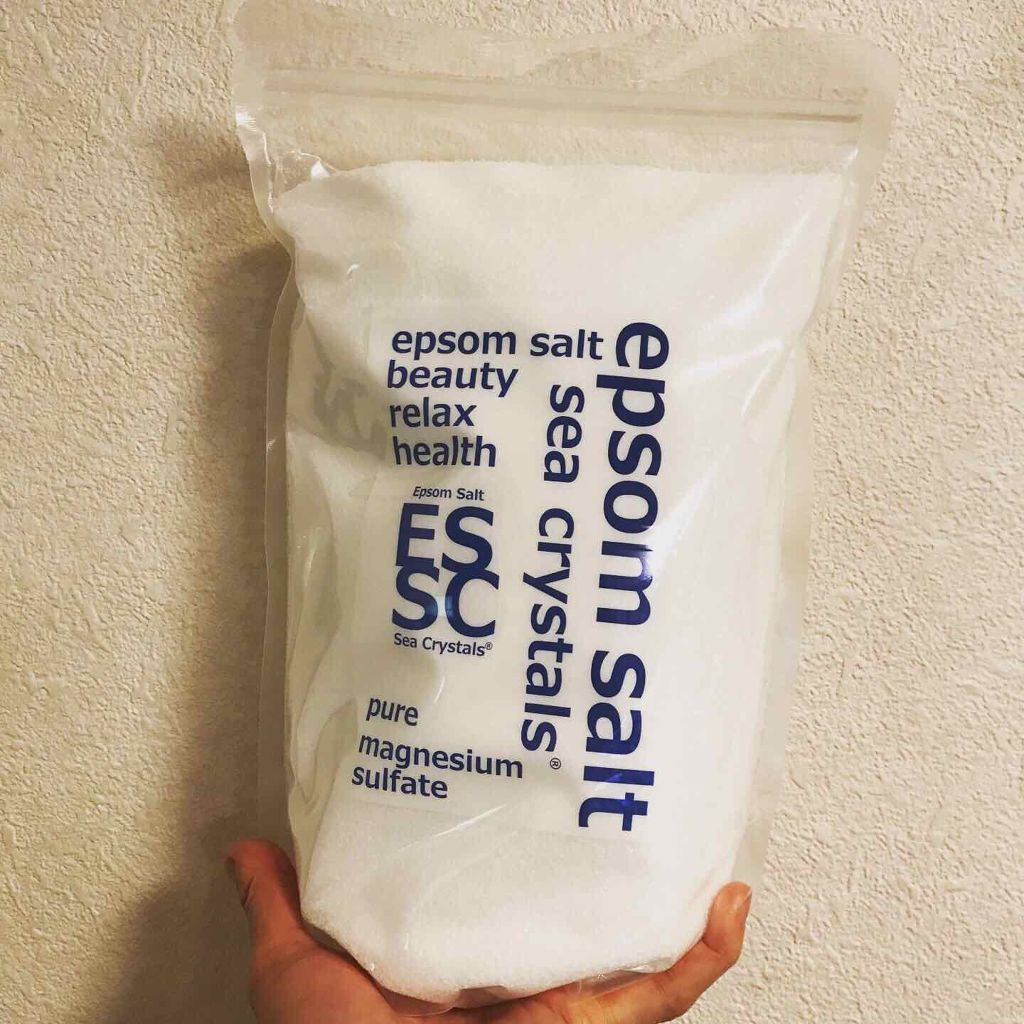 epsom salt
beauty
relax
health
Epsom Salt
ES
SC
Sea Crystals®
pure
magnesium
sulfate
epsom salt
sea crystals®